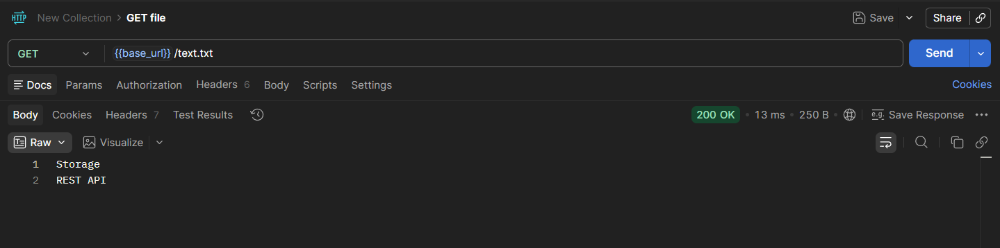 HTTP New Collection > GET file Save Share
GET {{base_url}} /text.txt Send
Docs Params Authorization Headers 6 Body Scripts Settings Cookies
Body Cookies Headers 7 Test Results 200 OK • 13 ms • 250 B • e.g. Save Response
Raw Visualize
1 Storage
2 REST API